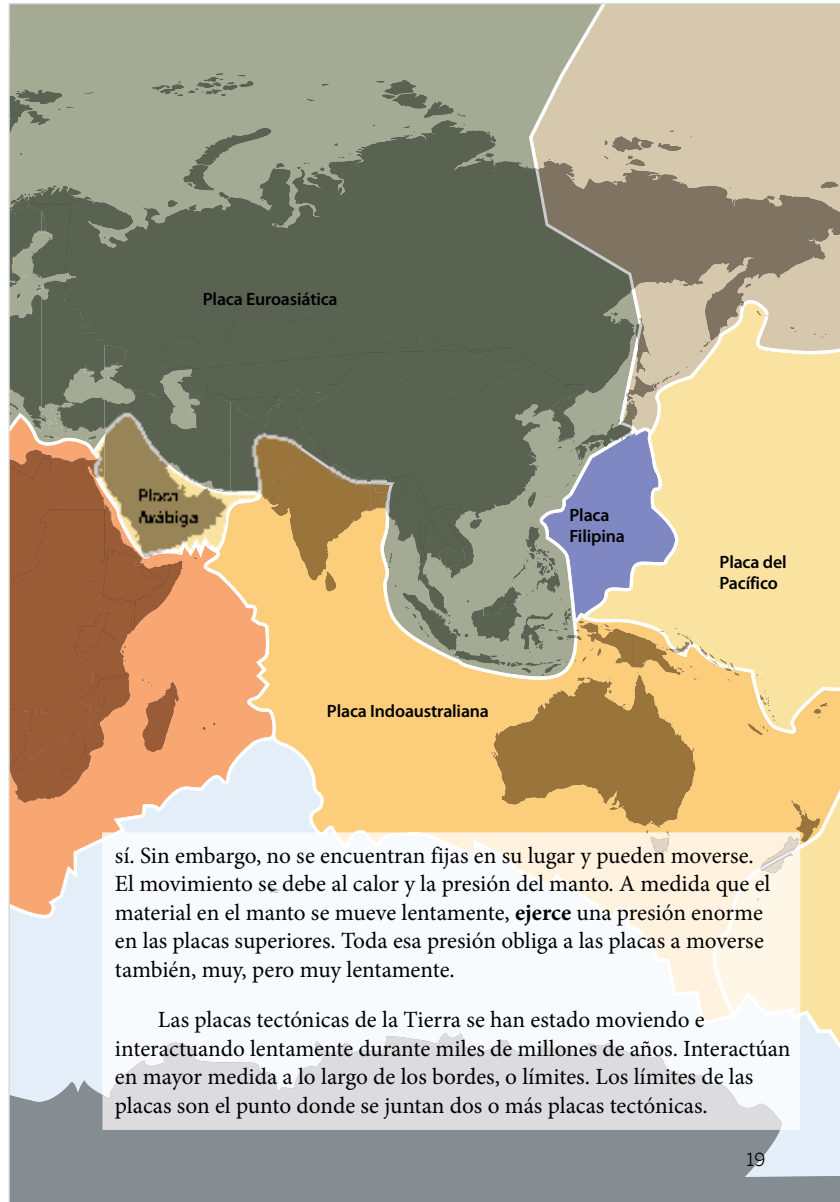 Placa Euroasiática
Placa
Arábiga
Placa
Filipina
Placa del
Pacífico
Placa Indoaustraliana
sí. Sin embargo, no se encuentran fijas en su lugar y pueden moverse.
El movimiento se debe al calor y la presión del manto. A medida que el
material en el manto se mueve lentamente, ejerce una presión enorme
en las placas superiores. Toda esa presión obliga a las placas a moverse
también, muy, pero muy lentamente.
Las placas tectónicas de la Tierra se han estado moviendo e
interactuando lentamente durante miles de millones de años. Interactúan
en mayor medida a lo largo de los bordes, o límites. Los límites de las
placas son el punto donde se juntan dos o más placas tectónicas.
19